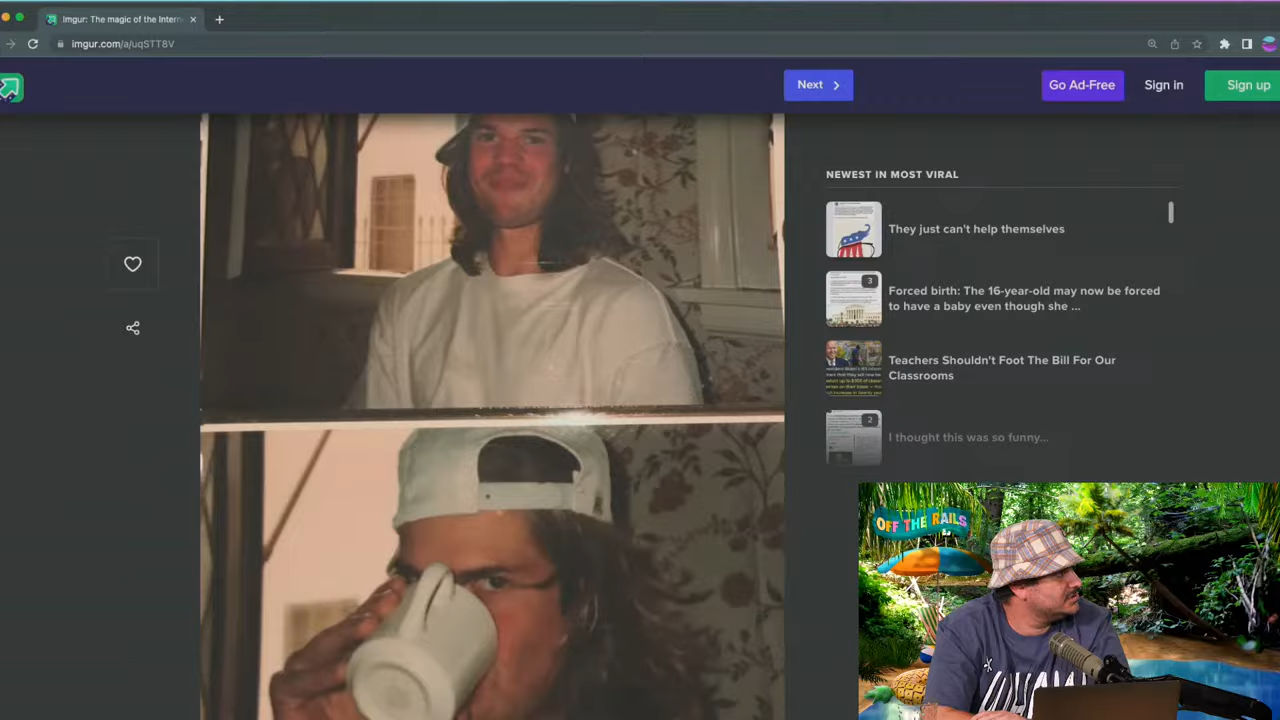 Imgur: The magic of the Intern
imgur.com/a/uqSTT8V
Next
Go Ad-Free
Sign in
Sign up
NEWEST IN MOST VIRAL
They just can't help themselves
3
Forced birth: The 16-year-old may now be forced
to have a baby even though she ...
Teachers Shouldn't Foot The Bill For Our
Classrooms
2
I thought this was so funny...
OFF THE RAILS